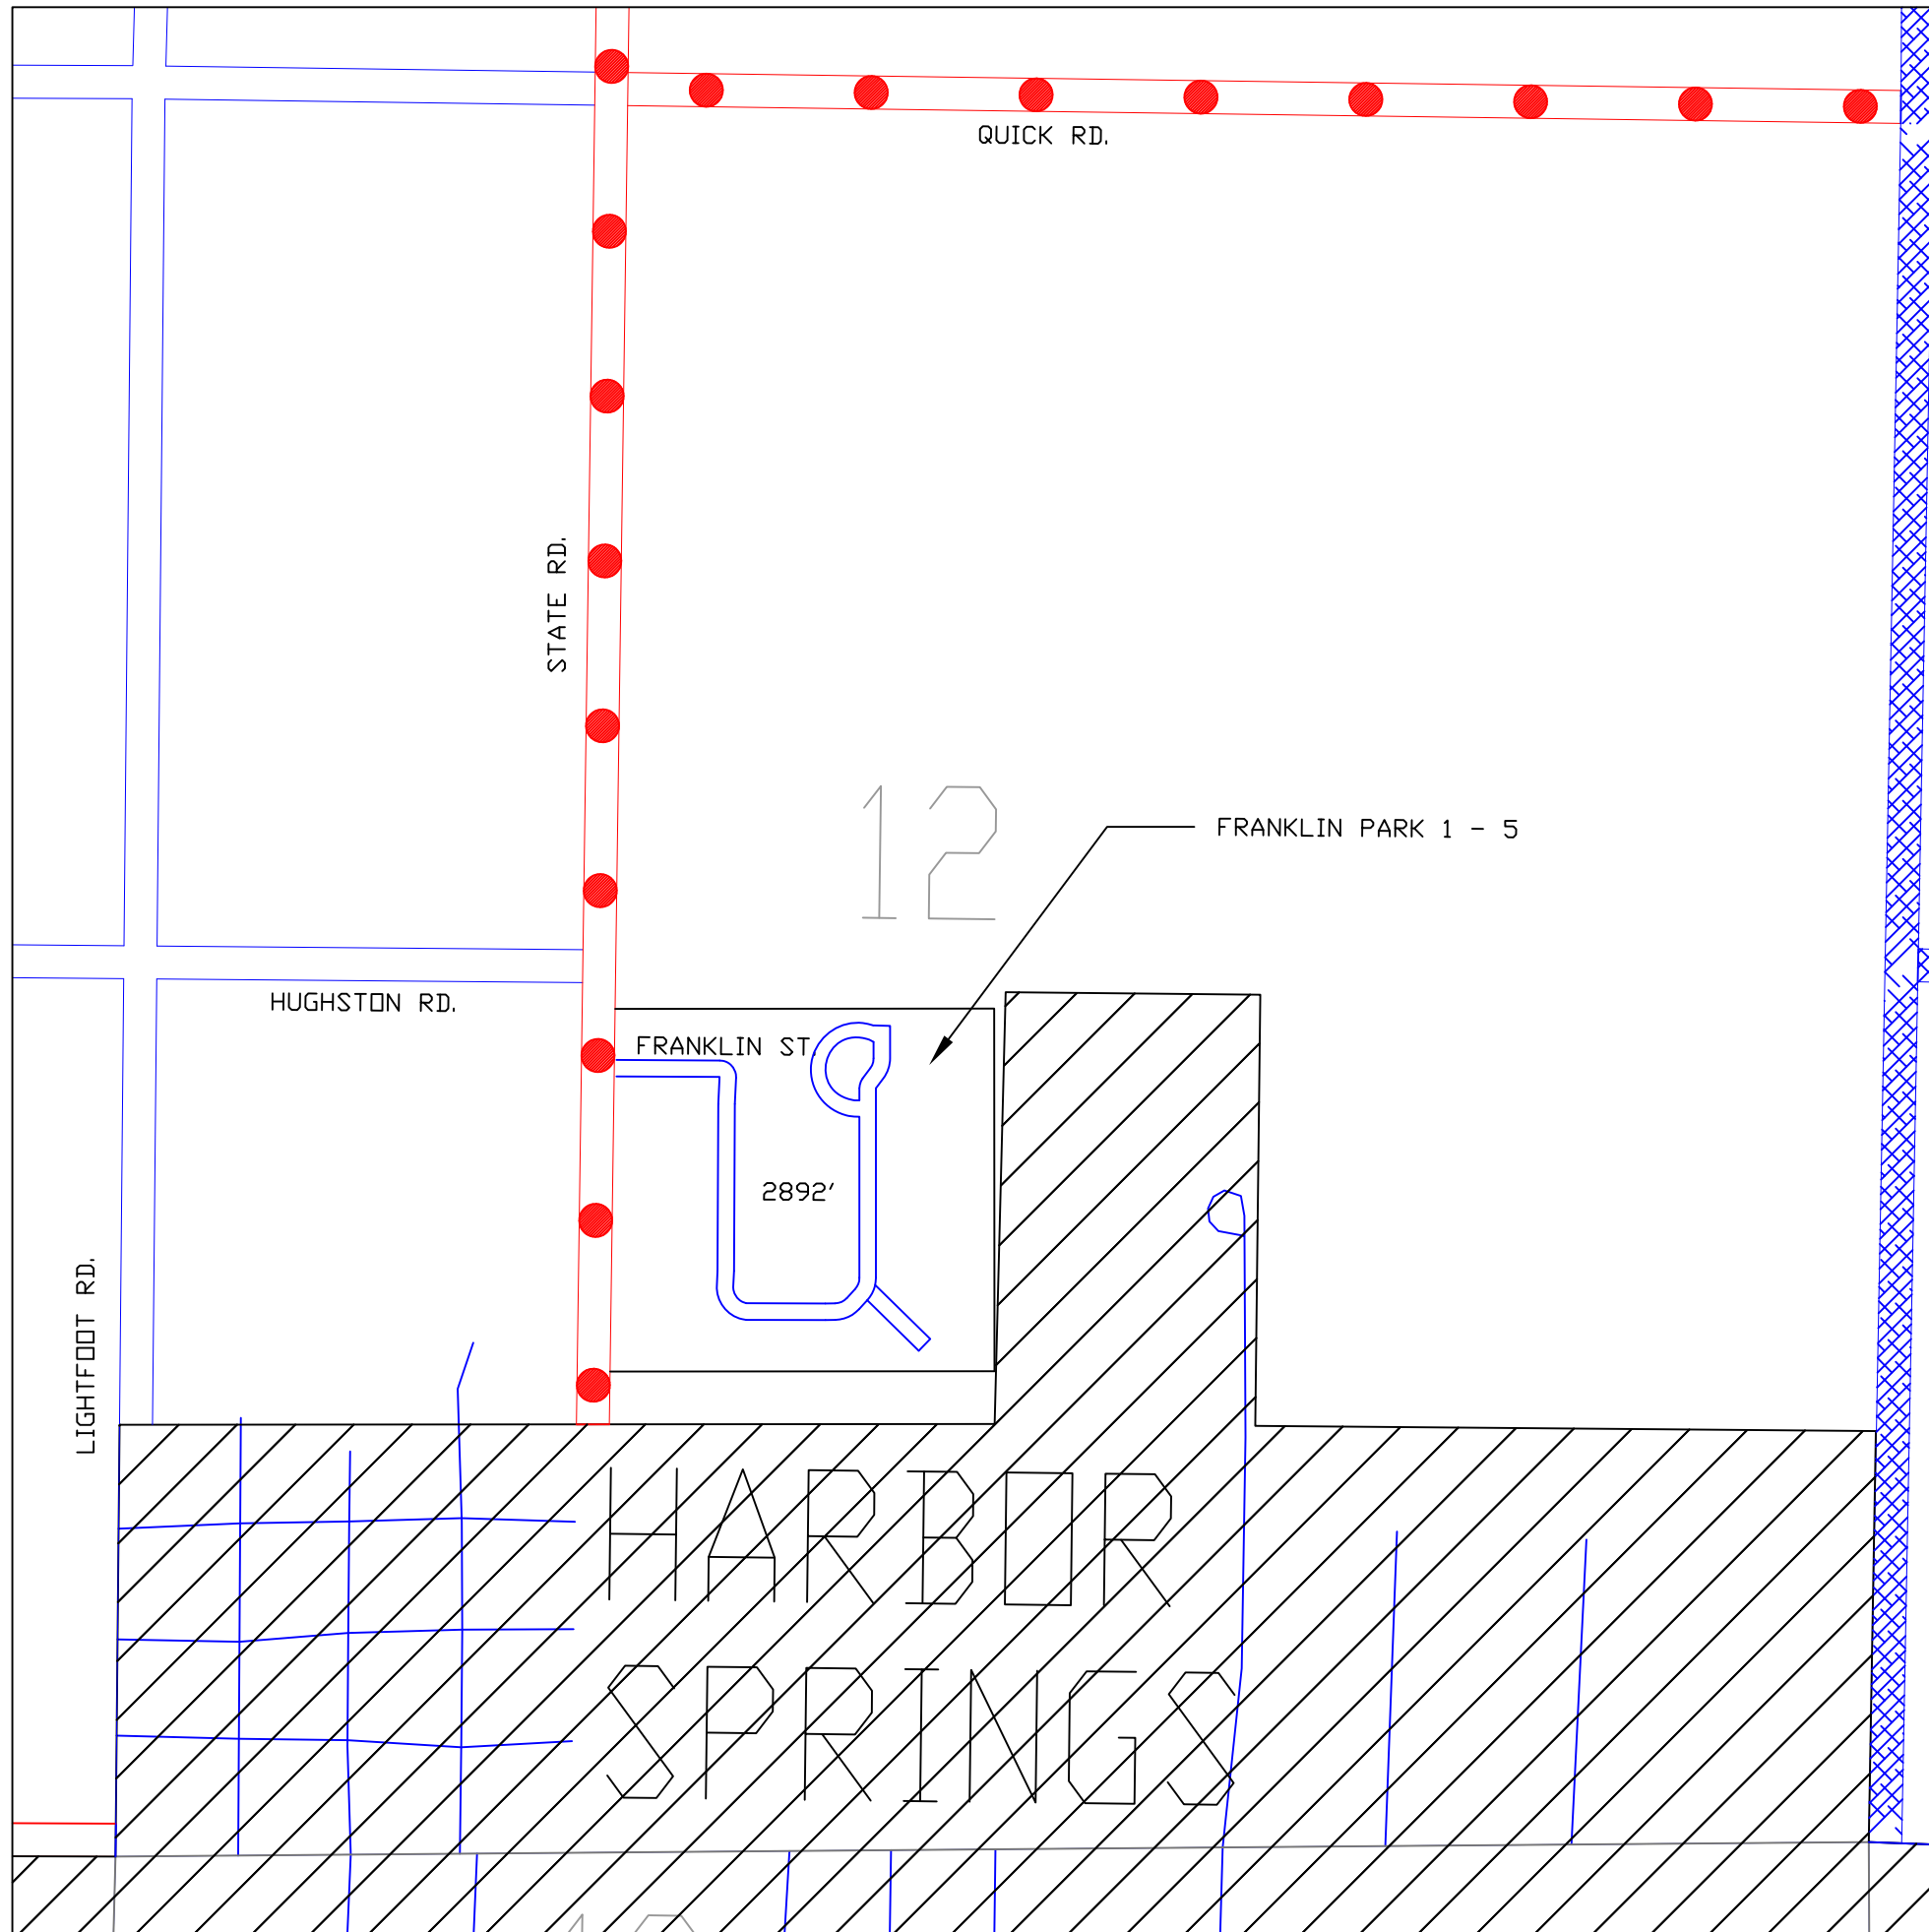 QUICK RD.
STATE RD.
12
FRANKLIN PARK 1 - 5
HUGHSTON RD.
FRANKLIN ST.
2892'
LIGHTFOOT RD.
HARBOR
SPRINGS